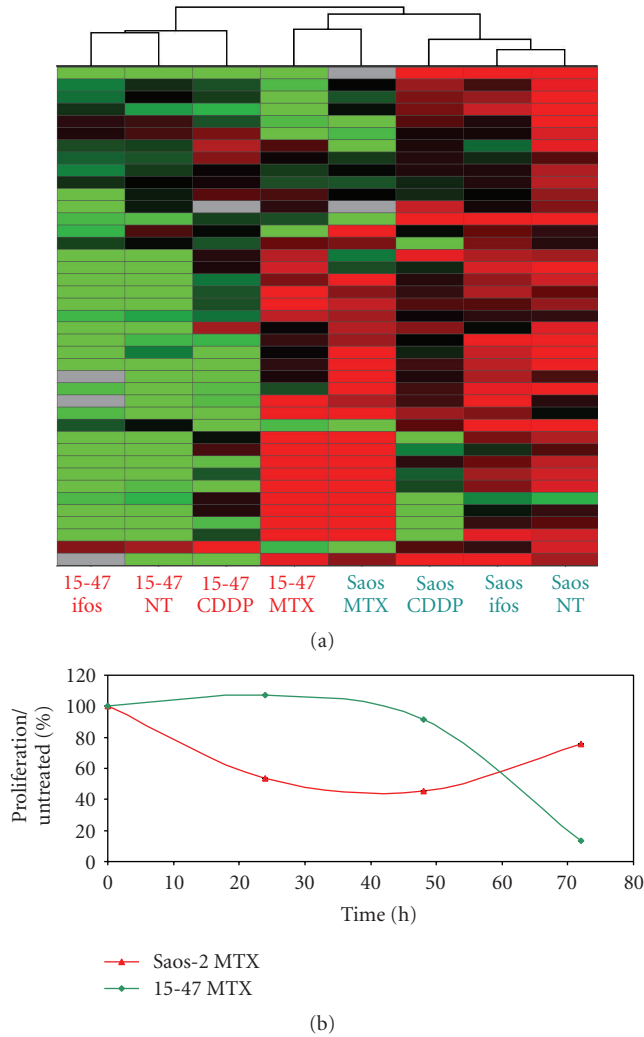 15-47 15-47 15-47 15-47 Saos Saos Saos Saos
ifos NT CDDP MTX MTX CDDP ifos NT
(a)
120
100
80
60
40
20
0
Proliferation/
untreated (%)
0 10 20 30 40 50 60 70 80
Time (h)
Saos-2 MTX
15-47 MTX
(b)